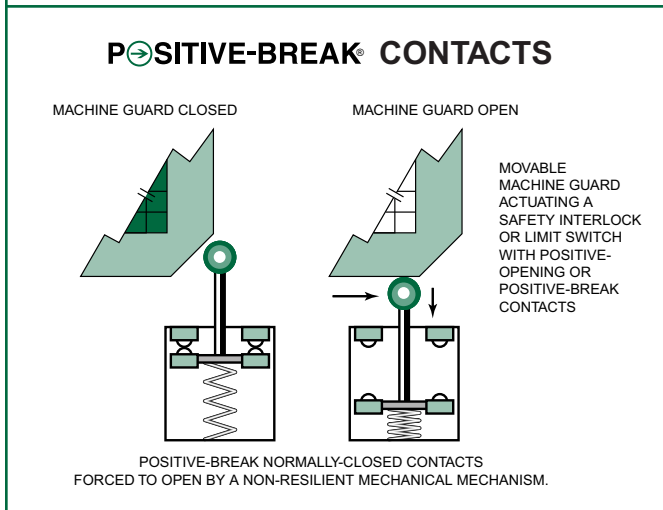 POSITIVE-BREAK® CONTACTS
MACHINE GUARD CLOSED
MACHINE GUARD OPEN
MOVABLE
MACHINE GUARD
ACTUATING A
SAFETY INTERLOCK
OR LIMIT SWITCH
WITH POSITIVE-
OPENING OR
POSITIVE-BREAK
CONTACTS
POSITIVE-BREAK NORMALLY-CLOSED CONTACTS
FORCED TO OPEN BY A NON-RESILIENT MECHANICAL MECHANISM.